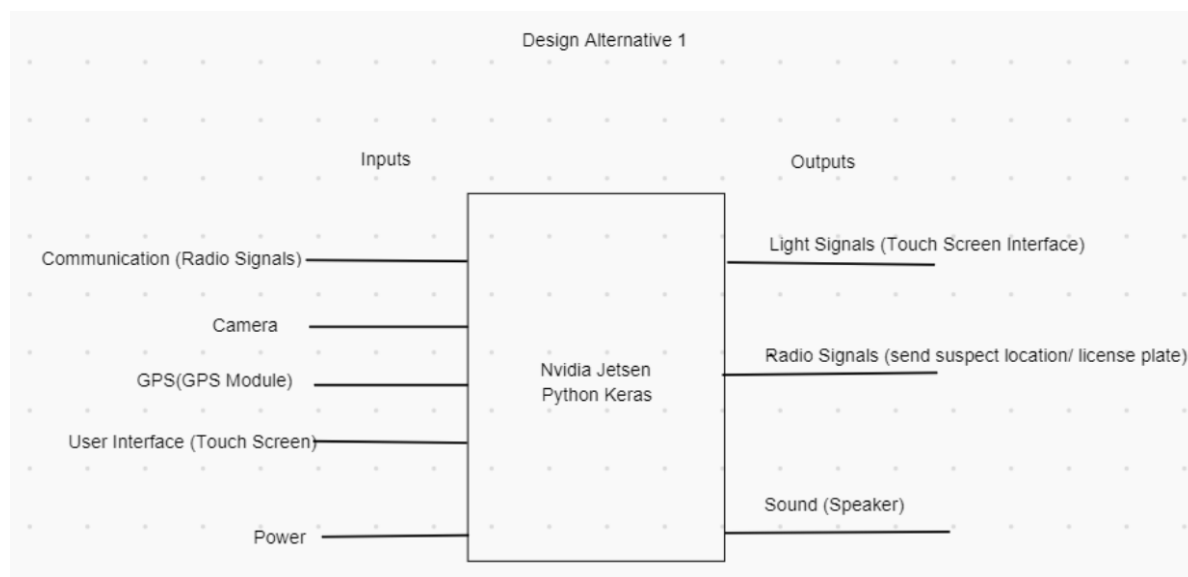 Design Alternative 1
Inputs
Outputs
Communication (Radio Signals)
Camera
GPS(GPS Module)
User Interface (Touch Screen)
Power
Nvidia Jetsen
Python Keras
Light Signals (Touch Screen Interface)
Radio Signals (send suspect location/ license plate)
Sound (Speaker)